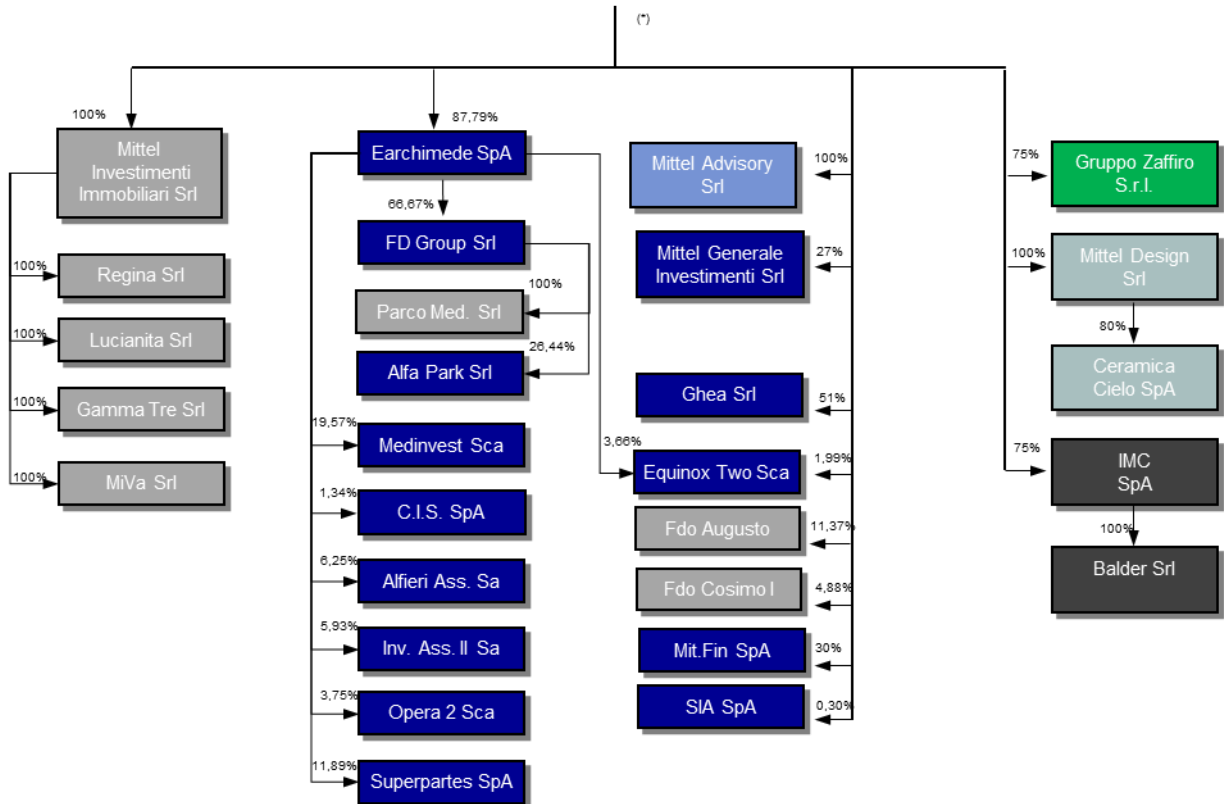 (*)
100%
Mittel
Investimenti
Immobiliari Srl
100%
Regina Srl
100%
Lucianita Srl
100%
Gamma Tre Srl
100%
MiVa Srl
87,79%
Earchimede SpA
66,67%
FD Group Srl
100%
Parco Med. Srl
26,44%
Alfa Park Srl
19,57%
Medinvest Sca
1,34%
C.I.S. SpA
6,25%
Alfieri Ass. Sa
5,93%
Inv. Ass. II Sa
3,75%
Opera 2 Sca
11,89%
Superpartes SpA
Mittel Advisory
Srl
100%
Mittel Generale
Investimenti Srl
27%
Ghea Srl
51%
3,66%
Equinox Two Sca
1,99%
Fdo Augusto
11,37%
Fdo Cosimo I
4,88%
Mit.Fin SpA
30%
SIA SpA
0,30%
75%
Gruppo Zaffiro
S.r.l.
100%
Mittel Design
Srl
80%
Ceramica
Cielo SpA
75%
IMC
SpA
100%
Balder Srl